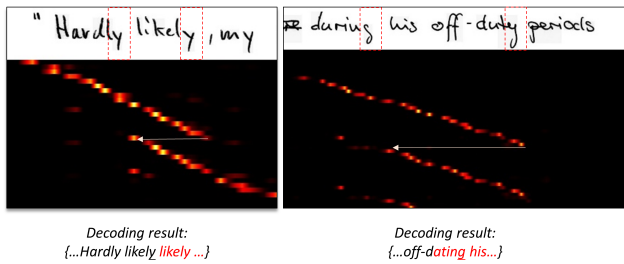 " Hardly likely, my
during his off-duty periods
Decoding result:
{...Hardly likely likely ...}
Decoding result:
{...off-dating his...}